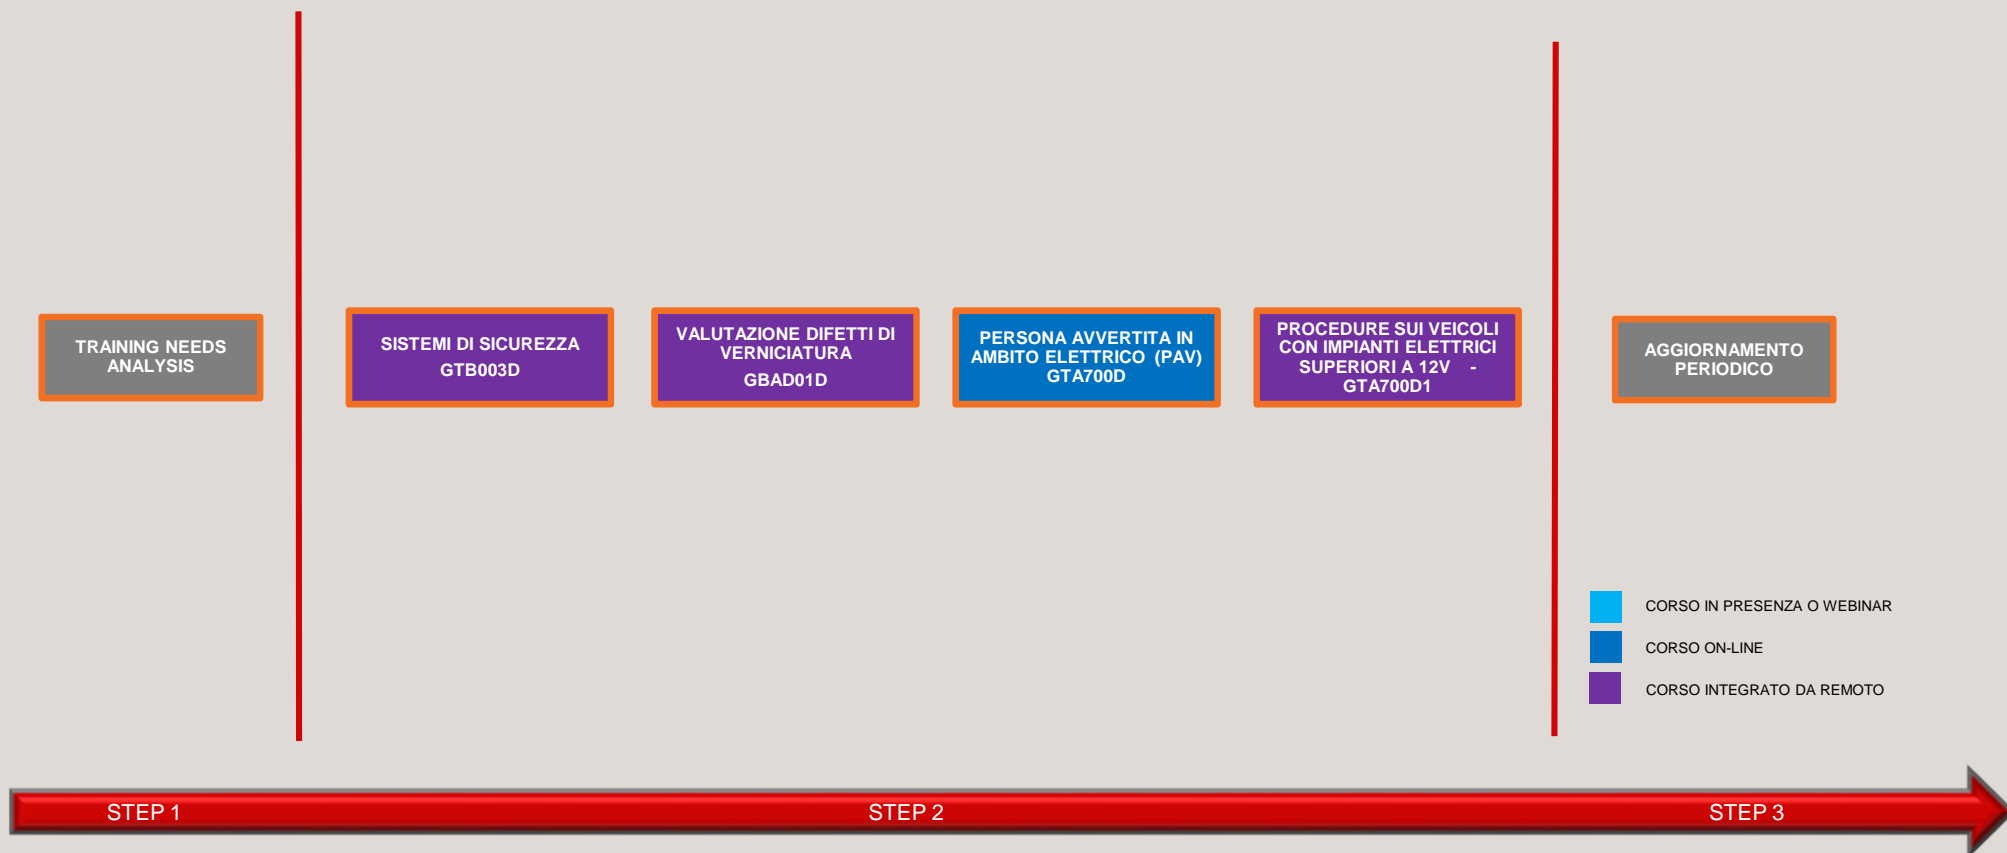 TRAINING NEEDS
ANALYSIS
SISTEMI DI SICUREZZA
GTB003D
VALUTAZIONE DIFETTI DI
VERNICIATURA
GBAD01D
PERSONA AVVERTITA IN
AMBITO ELETTRICO (PAV)
GTA700D
PROCEDURE SUI VEICOLI
CON IMPIANTI ELETTRICI
SUPERIORI A 12V -
GTA700D1
AGGIORNAMENTO
PERIODICO
CORSO IN PRESENZA O WEBINAR
CORSO ON-LINE
CORSO INTEGRATO DA REMOTO
STEP 1
STEP 2
STEP 3